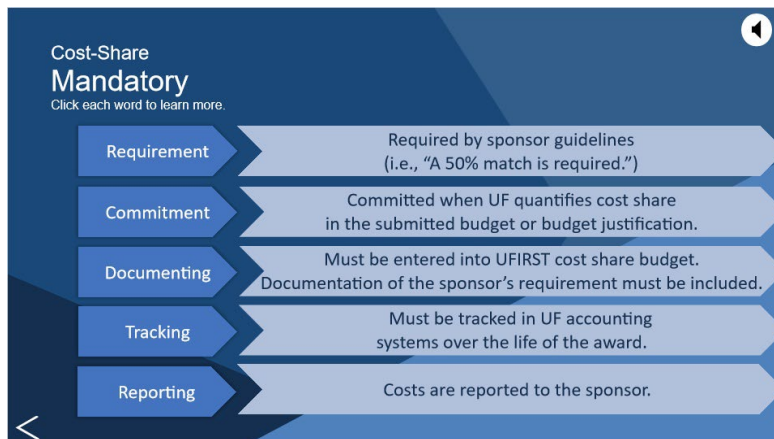 Cost-Share
Mandatory
Click each word to learn more.
Requirement
Required by sponsor guidelines
(i.e., “A 50% match is required.”)
Commitment
Committed when UF quantifies cost share
in the submitted budget or budget justification.
Documenting
Must be entered into UFIRST cost share budget.
Documentation of the sponsor’s requirement must be included.
Tracking
Must be tracked in UF accounting
systems over the life of the award.
Reporting
Costs are reported to the sponsor.